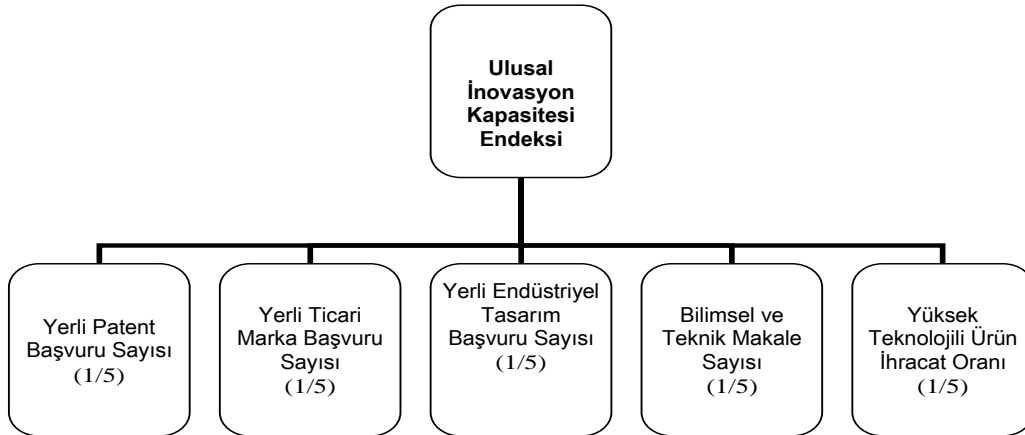 Ulusal
İnovasyon
Kapasitesi
Endeksi
Yerli Patent
Başvuru Sayısı
(1/5)
Yerli Ticari
Marka Başvuru
Sayısı
(1/5)
Yerli Endüstriyel
Tasarım
Başvuru Sayısı
(1/5)
Bilimsel ve
Teknik Makale
Sayısı
(1/5)
Yüksek
Teknolojili Ürün
İhracat Oranı
(1/5)